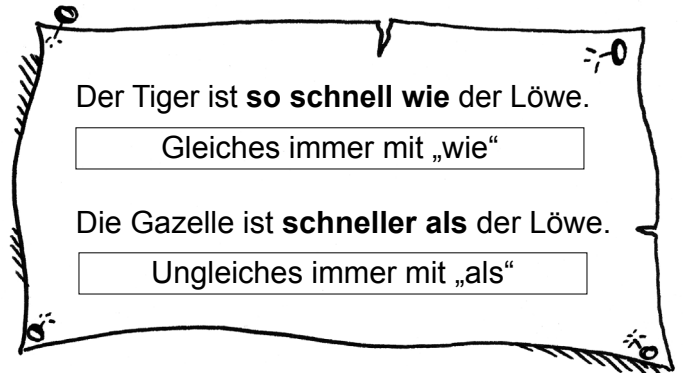 Der Tiger ist so schnell wie der Löwe.
Gleiches immer mit „wie“
Die Gazelle ist schneller als der Löwe.
Ungleiches immer mit „als“